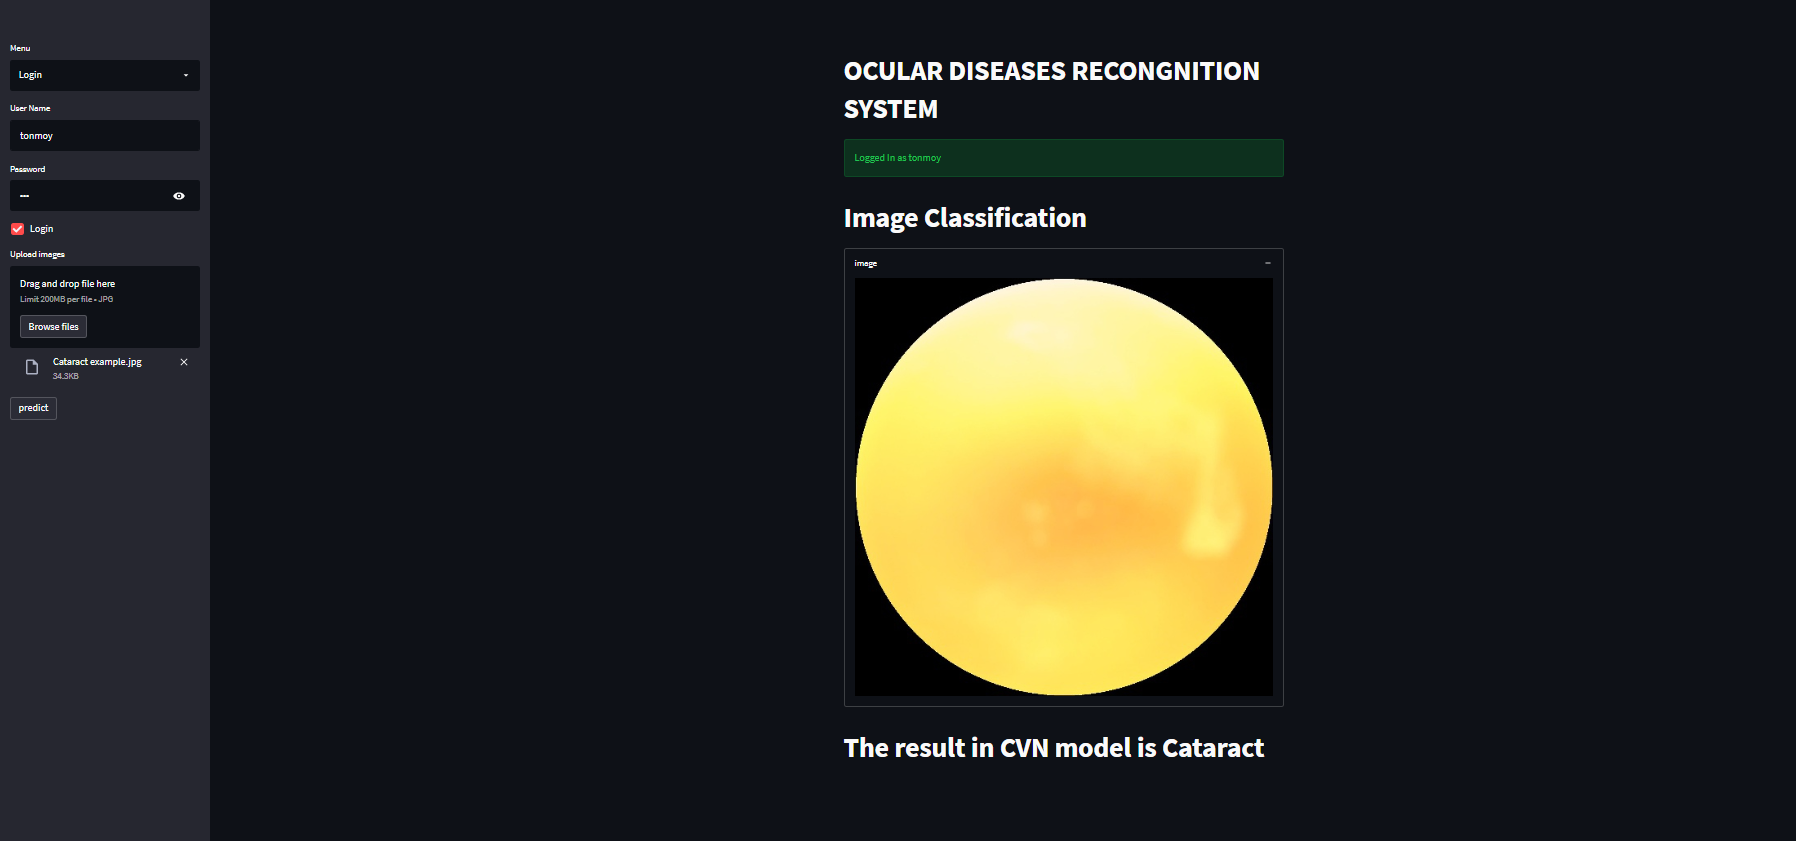 Menu
Login
User Name
tonmoy
Password
Login
Upload images
Drag and drop file here
Limit 200MB per file • JPG
Browse files
Cataract example.jpg
34.3KB
predict
OCULAR DISEASES RECONGNITION
SYSTEM
Logged In as tonmoy
Image Classification
image
The result in CVN model is Cataract